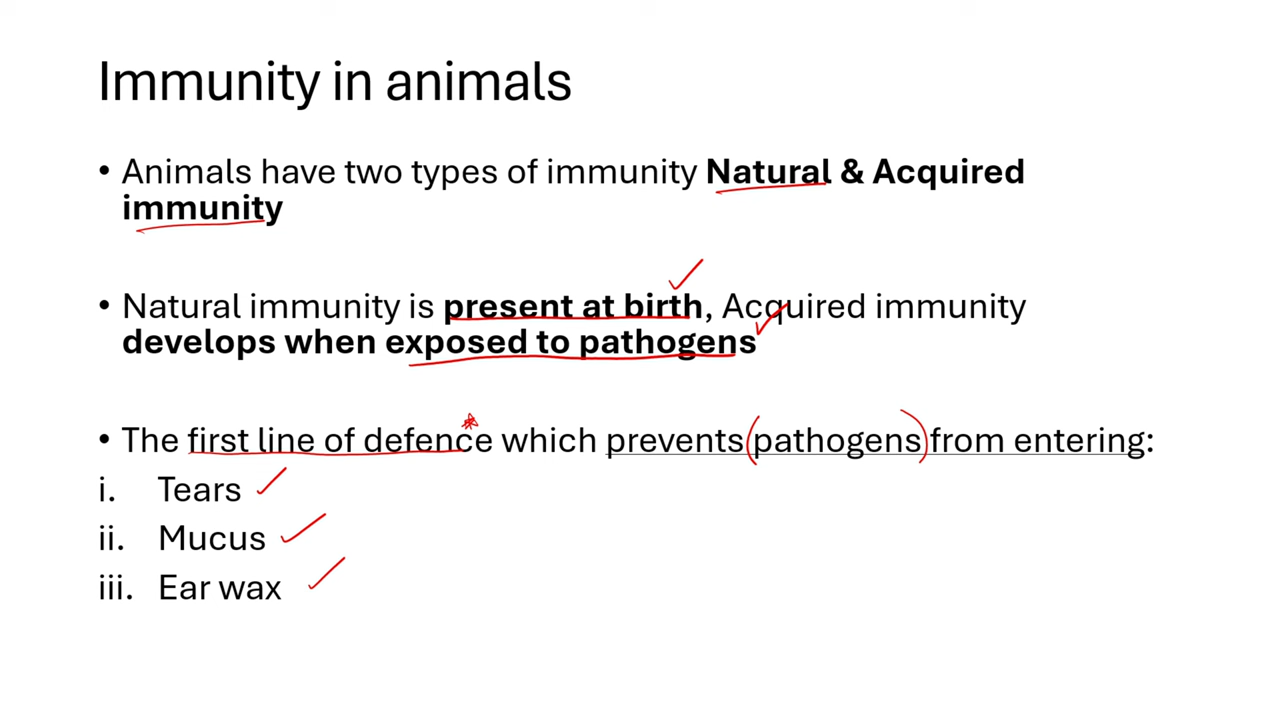 Immunity in animals
• Animals have two types of immunity Natural & Acquired
immunity
• Natural immunity is present at birth, Acquired immunity
develops when exposed to pathogens
• The first line of defence which prevents pathogens from entering:
i. Tears
ii. Mucus
iii. Ear wax